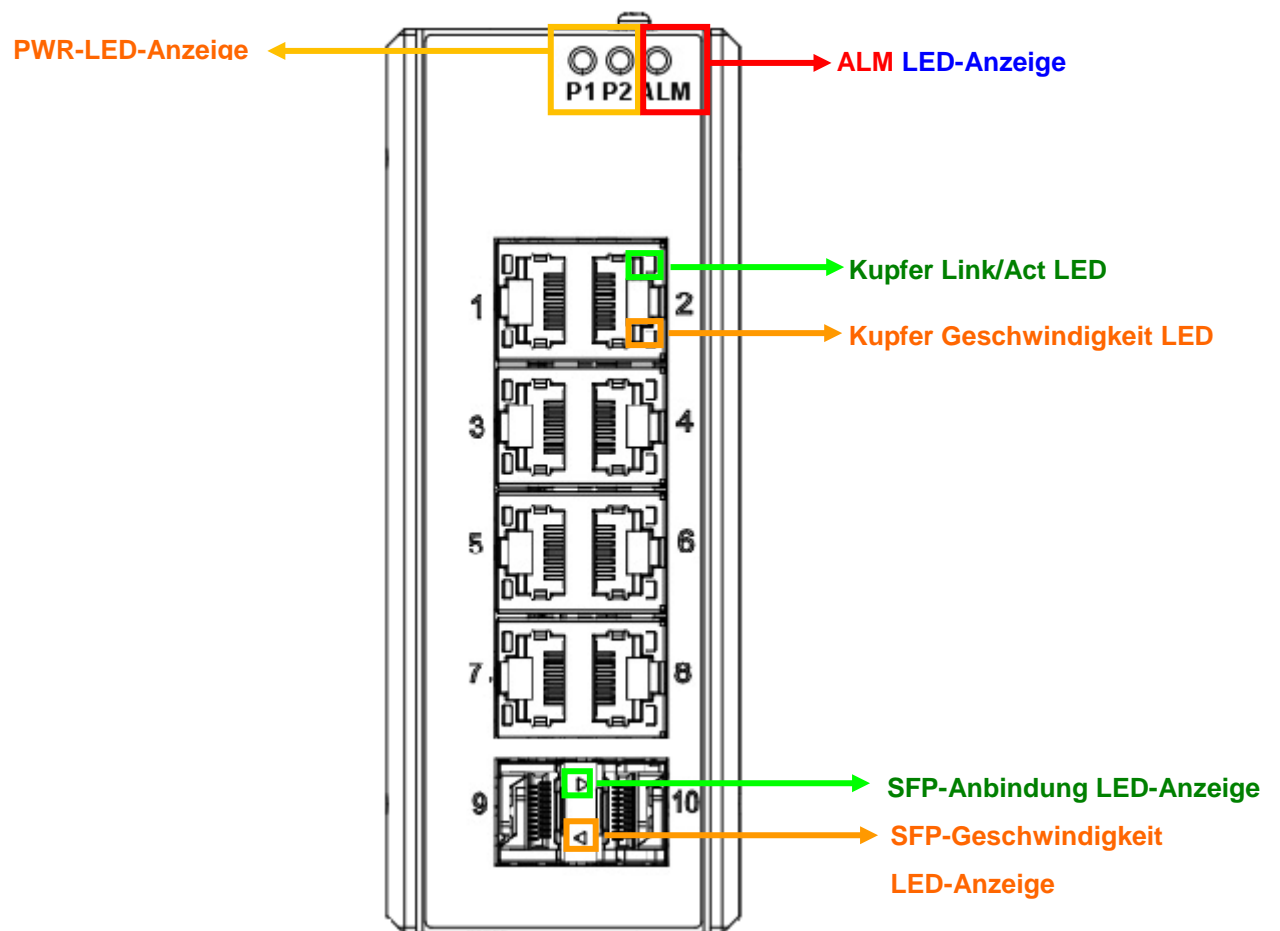 PWR-LED-Anzeige
ALM LED-Anzeige
P1 P2 ALM
Kupfer Link/Act LED
1
2
Kupfer Geschwindigkeit LED
3
4
5
6
7
8
SFP-Anbindung LED-Anzeige
9
10
SFP-Geschwindigkeit
LED-Anzeige